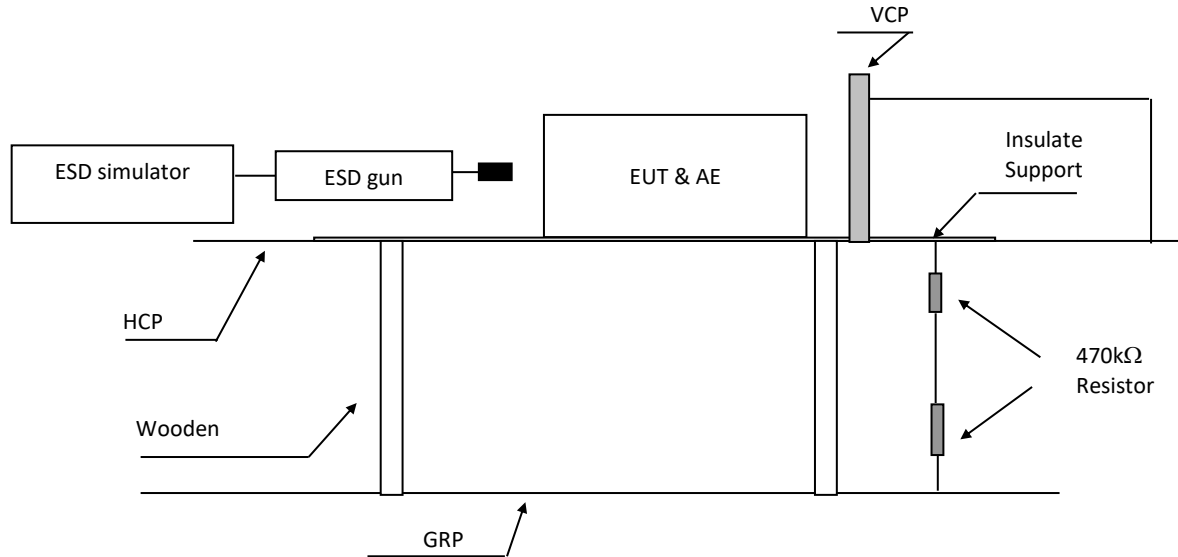 VCP
ESD simulator
ESD gun
EUT & AE
Insulate
Support
HCP
470kΩ
Resistor
Wooden
GRP